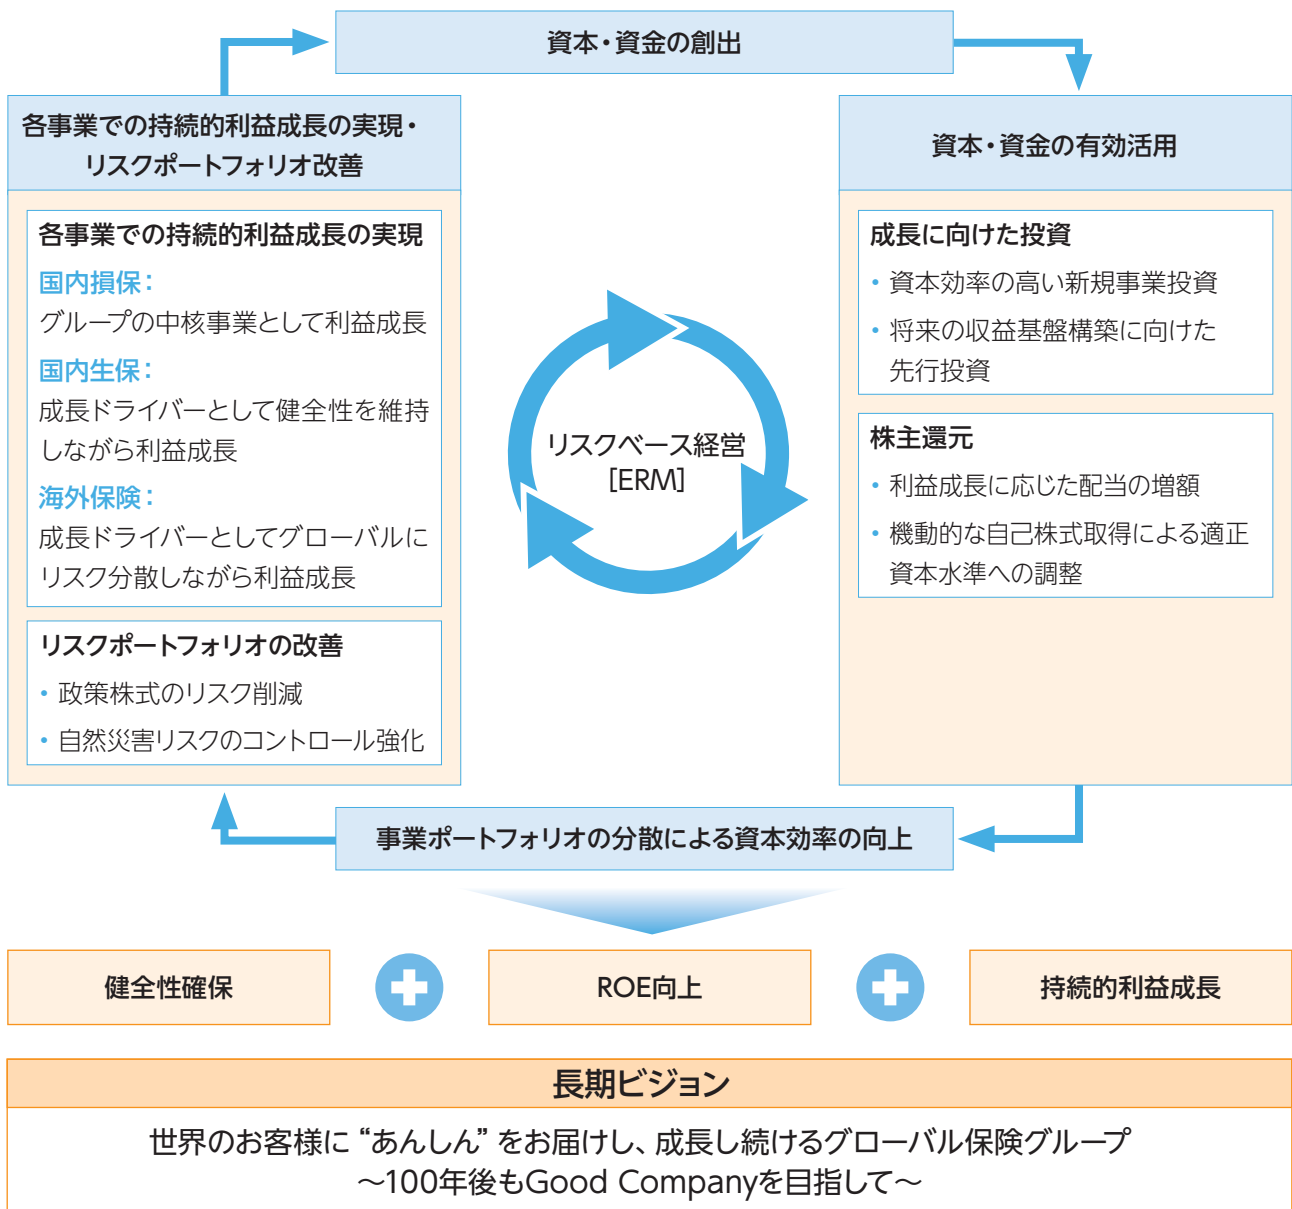 資本・資金の創出
各事業での持続的利益成長の実現・
リスクポートフォリオ改善
各事業での持続的利益成長の実現
国内損保：
グループの中核事業として利益成長
国内生保：
成長ドライバーとして健全性を維持
しながら利益成長
海外保険：
成長ドライバーとしてグローバルに
リスク分散しながら利益成長
リスクポートフォリオの改善
・政策株式のリスク削減
・自然災害リスクのコントロール強化
リスクベース経営
[ERM]
資本・資金の有効活用
成長に向けた投資
・資本効率の高い新規事業投資
・将来の収益基盤構築に向けた
先行投資
株主還元
・利益成長に応じた配当の増額
・機動的な自己株式取得による適正
資本水準への調整
事業ポートフォリオの分散による資本効率の向上
健全性確保
ROE向上
持続的利益成長
長期ビジョン
世界のお客様に “あんしん” をお届けし、成長し続けるグローバル保険グループ
～100年後もGood Companyを目指して～